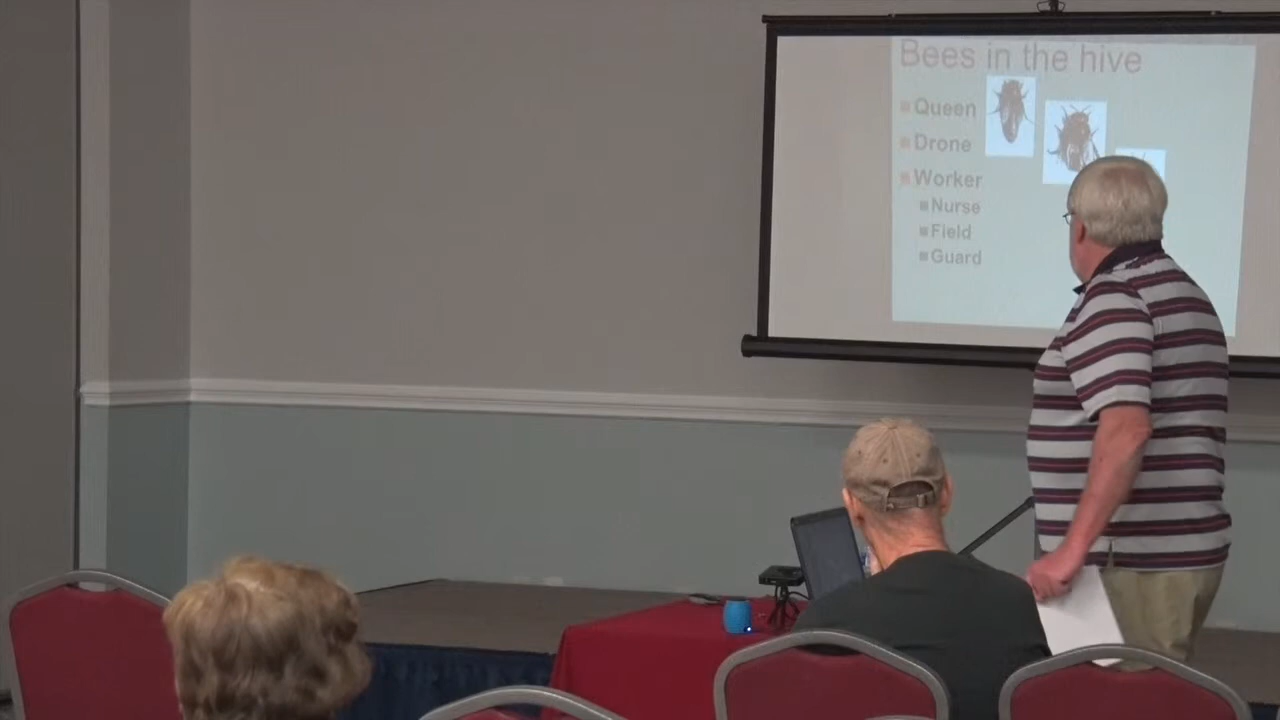 Bees in the hive
Queen
Drone
Worker
Nurse
Field
Guard